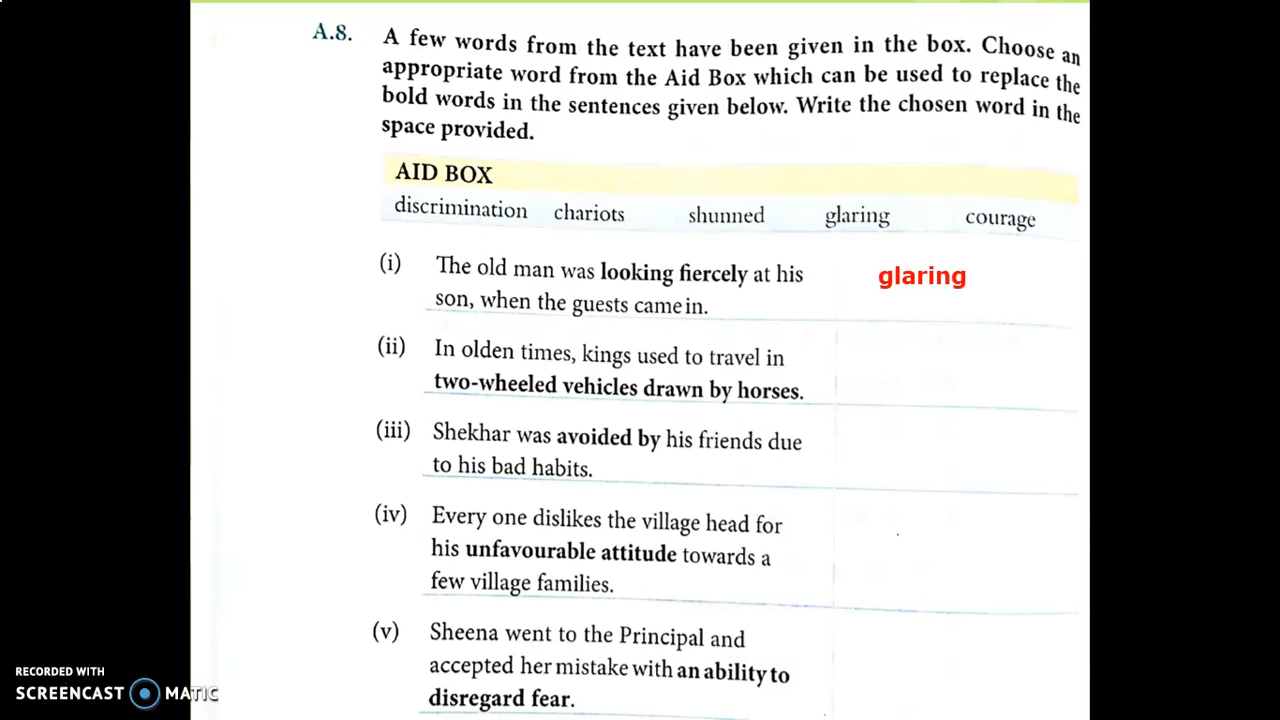 A.8. A few words from the text have been given in the box. Choose an
appropriate word from the Aid Box which can be used to replace the
bold words in the sentences given below. Write the chosen word in the
space provided.
AID BOX
discrimination chariots shunned glaring courage
(i) The old man was looking fiercely at his glaring
son, when the guests came in.
(ii) In olden times, kings used to travel in
two-wheeled vehicles drawn by horses.
(iii) Shekhar was avoided by his friends due
to his bad habits.
(iv) Every one dislikes the village head for
his unfavourable attitude towards a
few village families.
(v) Sheena went to the Principal and
accepted her mistake with an ability to
disregard fear.
RECORDED WITH
SCREENCAST MATIC